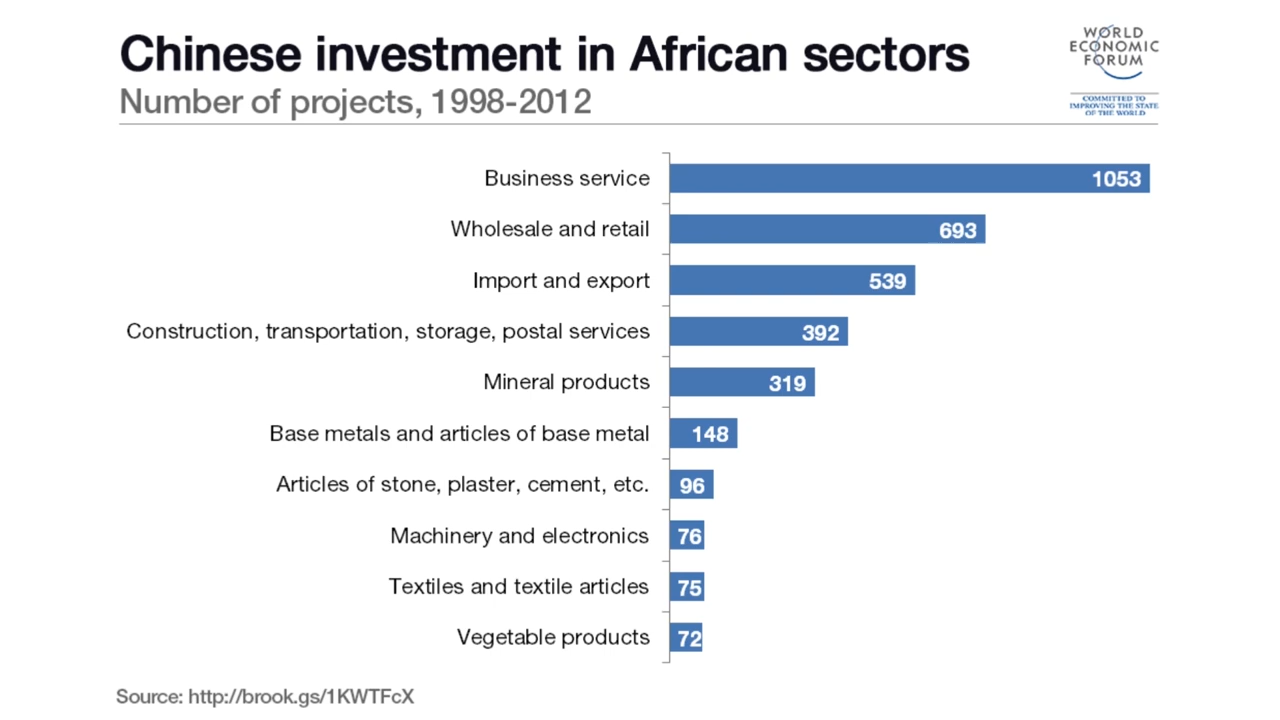 Chinese investment in African sectors
Number of projects, 1998-2012
WORLD
ECONOMIC
FORUM
COMMITTED TO
IMPROVING THE STATE
OF THE WORLD
Business service 1053
Wholesale and retail 693
Import and export 539
Construction, transportation, storage, postal services 392
Mineral products 319
Base metals and articles of base metal 148
Articles of stone, plaster, cement, etc. 96
Machinery and electronics 76
Textiles and textile articles 75
Vegetable products 72
Source: http://brook.gs/1KWTFcX